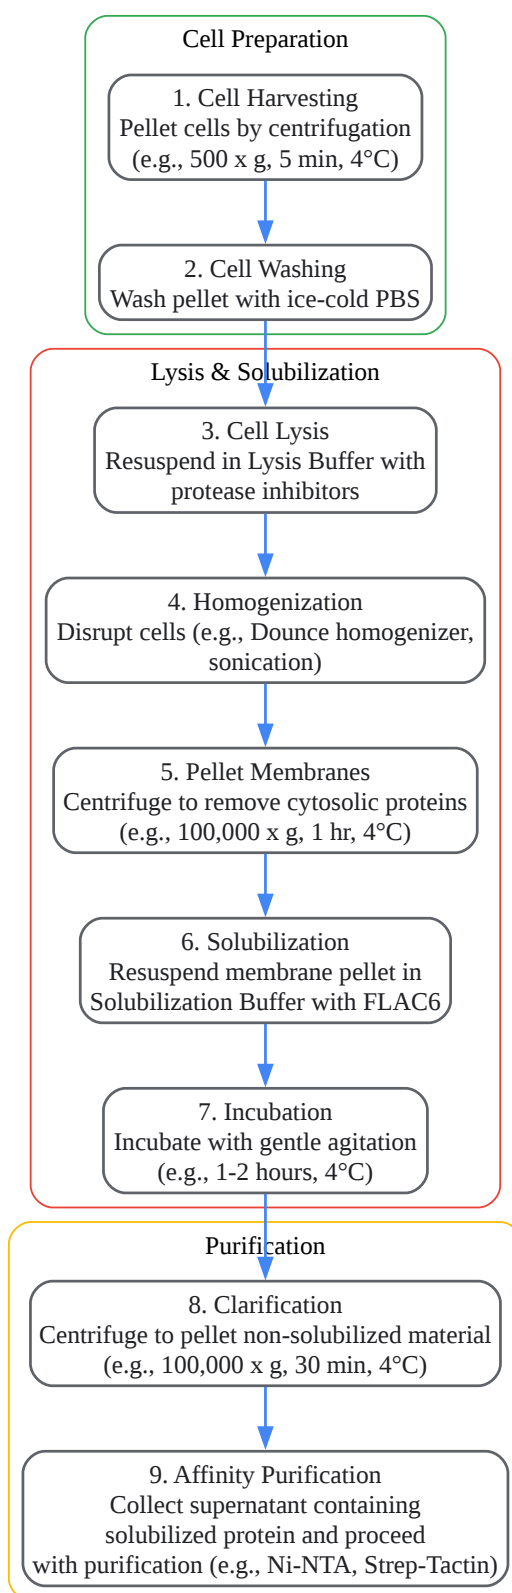 Cell Preparation
1. Cell Harvesting
Pellet cells by centrifugation
(e.g., 500 x g, 5 min, 4°C)
2. Cell Washing
Wash pellet with ice-cold PBS
Lysis & Solubilization
3. Cell Lysis
Resuspend in Lysis Buffer with
protease inhibitors
4. Homogenization
Disrupt cells (e.g., Dounce homogenizer,
sonication)
5. Pellet Membranes
Centrifuge to remove cytosolic proteins
(e.g., 100,000 x g, 1 hr, 4°C)
6. Solubilization
Resuspend membrane pellet in
Solubilization Buffer with FLAC6
7. Incubation
Incubate with gentle agitation
(e.g., 1-2 hours, 4°C)
Purification
8. Clarification
Centrifuge to pellet non-solubilized material
(e.g., 100,000 x g, 30 min, 4°C)
9. Affinity Purification
Collect supernatant containing
solubilized protein and proceed
with purification (e.g., Ni-NTA, Strep-Tactin)